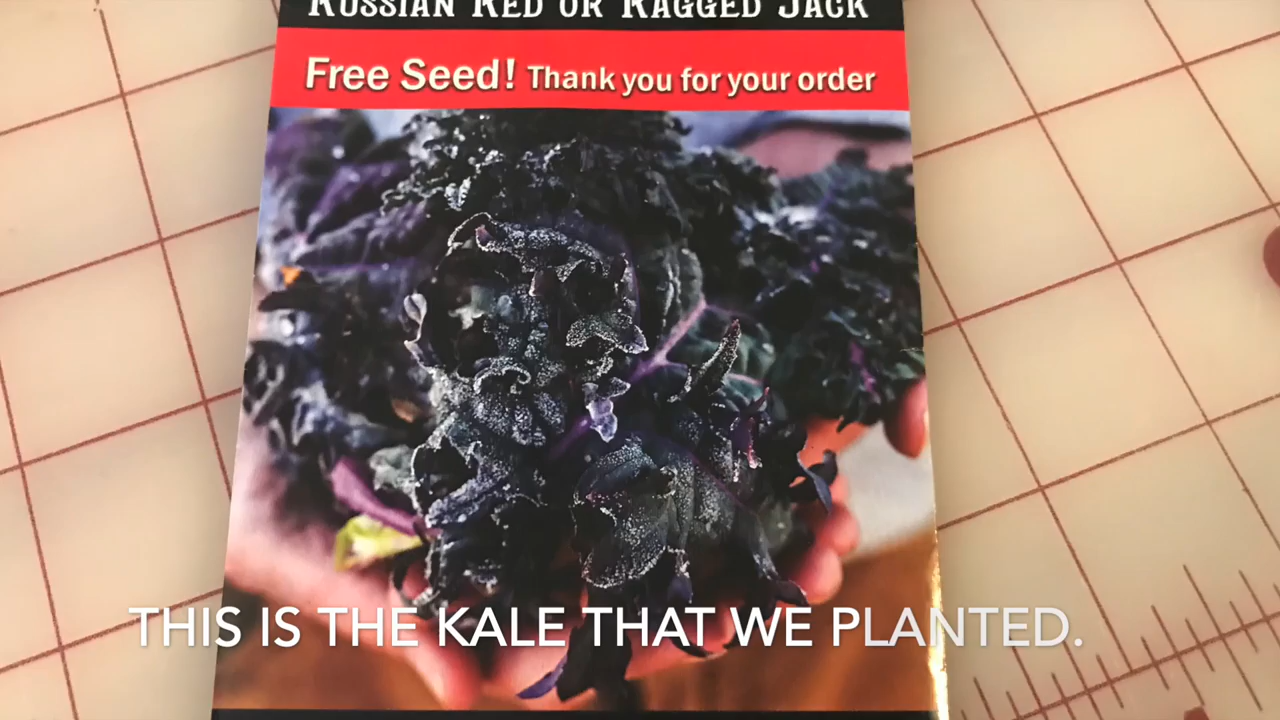 Russian Red or Ragged Jack
Free Seed! Thank you for your order
THIS IS THE KALE THAT WE PLANTED.